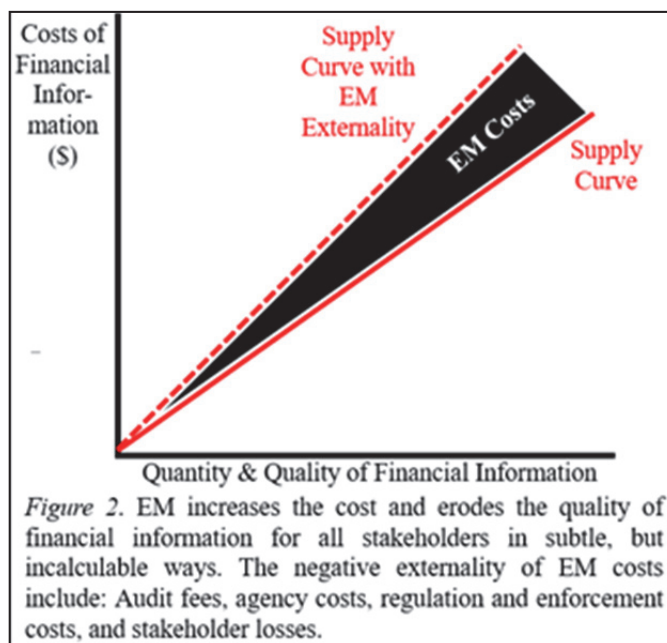 Costs of
Financial
Infor-
mation
($)
Supply
Curve with
EM
Externality
EM Costs
Supply
Curve
Quantity & Quality of Financial Information
Figure 2. EM increases the cost and erodes the quality of
financial information for all stakeholders in subtle, but
incalculable ways. The negative externality of EM costs
include: Audit fees, agency costs, regulation and enforcement
costs, and stakeholder losses.